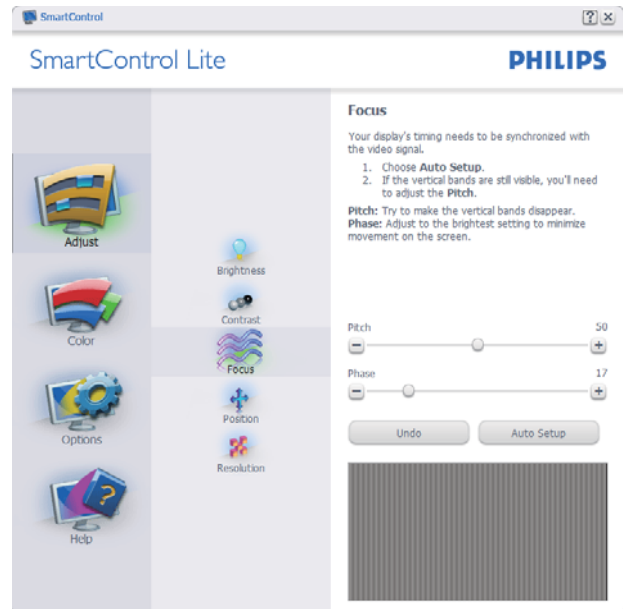 SmartControl
SmartControl Lite
PHILIPS
Adjust
Color
Options
Help
Brightness
Contrast
Focus
Position
Resolution
Focus
Your display's timing needs to be synchronized with
the video signal.
1. Choose Auto Setup.
2. If the vertical bands are still visible, you'll need
to adjust the Pitch.
Pitch: Try to make the vertical bands disappear.
Phase: Adjust to the brightest setting to minimize
movement on the screen.
Pitch 50
Phase 17
Undo Auto Setup